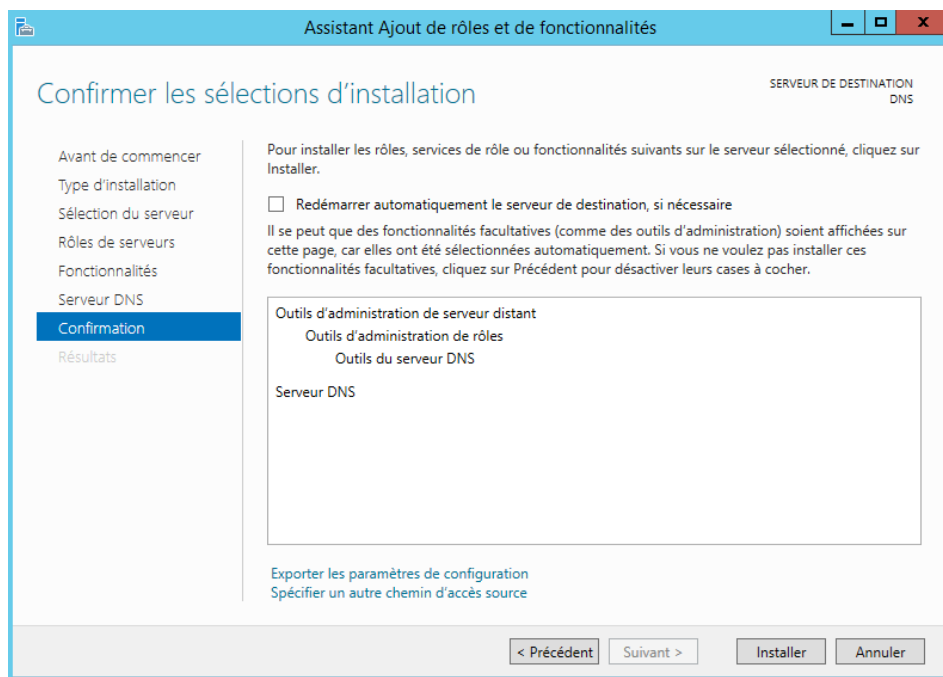 Assistant Ajout de rôles et de fonctionnalités
Confirmer les sélections d'installation
SERVEUR DE DESTINATION
DNS
Avant de commencer
Type d'installation
Sélection du serveur
Rôles de serveurs
Fonctionnalités
Serveur DNS
Confirmation
Résultats
Pour installer les rôles, services de rôle ou fonctionnalités suivants sur le serveur sélectionné, cliquez sur
Installer.
Redémarrer automatiquement le serveur de destination, si nécessaire
Il se peut que des fonctionnalités facultatives (comme des outils d'administration) soient affichées sur
cette page, car elles ont été sélectionnées automatiquement. Si vous ne voulez pas installer ces
fonctionnalités facultatives, cliquez sur Précédent pour désactiver leurs cases à cocher.
Outils d'administration de serveur distant
Outils d'administration de rôles
Outils du serveur DNS
Serveur DNS
Exporter les paramètres de configuration
Spécifier un autre chemin d'accès source
< Précédent Suivant > Installer Annuler